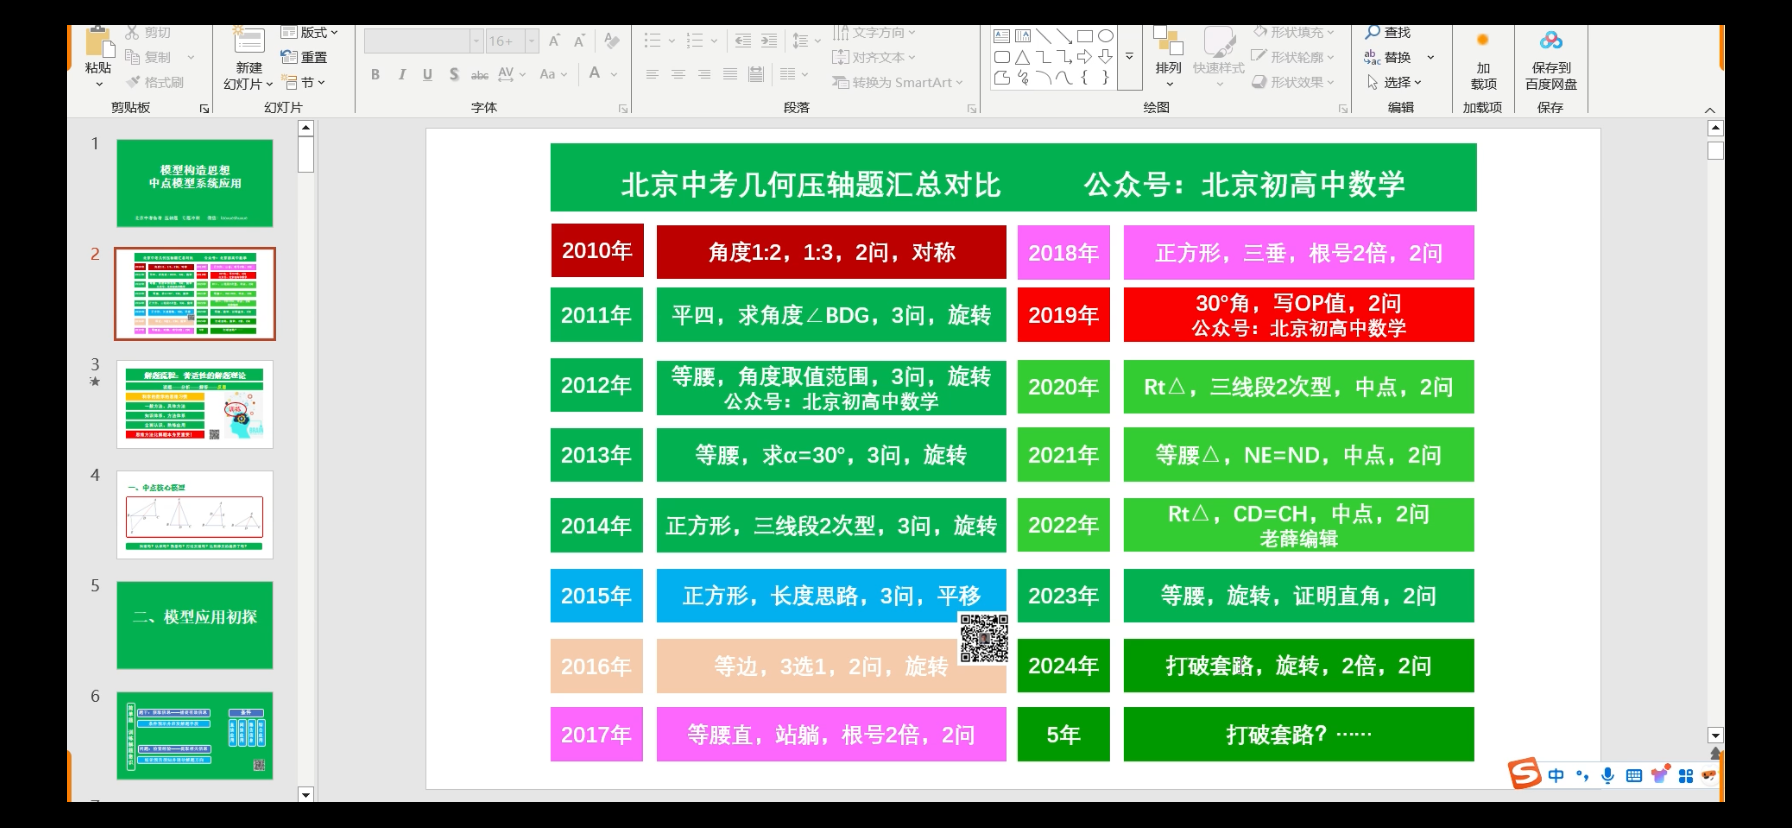 剪切
复制
格式刷
粘贴
剪贴板
新建
幻灯片
版式
重置
节
幻灯片
16+
B I U S abc AV Aa A
字体
文字方向
对齐文本
转换为 SmartArt
段落
排列
快速样式
形状填充
形状轮廓
形状效果
绘图
查找
替换
选择
编辑
加
载项
加载项
保存到
百度网盘
保存
1
模型构造思想
中点模型系统应用
2
3
4
一、中点核心模型
5
二、模型应用初探
6
北京中考几何压轴题汇总对比 公众号：北京初高中数学
2010年 角度1:2，1:3，2问，对称
2018年 正方形，三垂，根号2倍，2问
2011年 平四，求角度∠BDG，3问，旋转
2019年 30°角，写OP值，2问
公众号：北京初高中数学
2012年 等腰，角度取值范围，3问，旋转
公众号：北京初高中数学
2020年 Rt△，三线段2次型，中点，2问
2013年 等腰，求α=30°，3问，旋转
2021年 等腰△，NE=ND，中点，2问
2014年 正方形，三线段2次型，3问，旋转
2022年 Rt△，CD=CH，中点，2问
老薛编辑
2015年 正方形，长度思路，3问，平移
2023年 等腰，旋转，证明直角，2问
2016年 等边，3选1，2问，旋转
2024年 打破套路，旋转，2倍，2问
2017年 等腰直，站躺，根号2倍，2问
5年 打破套路？……
中